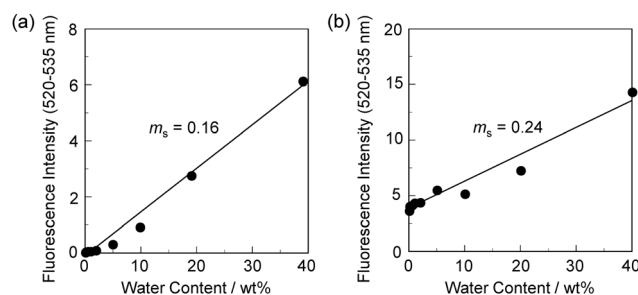 (a)
Fluorescence Intensity (520-535 nm)
8
6
4
2
0
ms = 0.16
0 10 20 30 40
Water Content / wt%
(b)
Fluorescence Intensity (520-535 nm)
20
15
10
5
0
ms = 0.24
0 10 20 30 40
Water Content / wt%